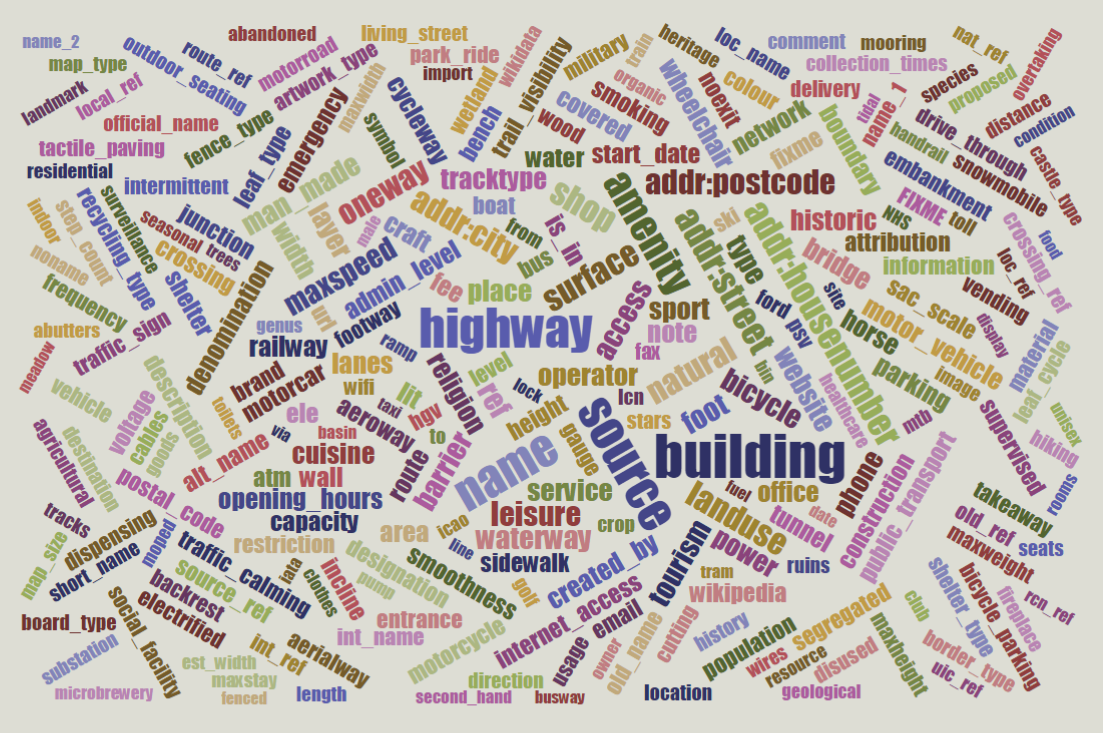 name_2
map_type
landmark
local_ref
outdoor_seating
route_ref
abandoned
motorroad
artwork_type
living_street
park_ride
import
maxwidth
official_name
tactile_paving
residential
intermittent
fence_type
leaf_type
emergency
symbol
cycleway
wetland
bench
wikidata
trail_visibility
military
train
organic
smoking
covered
wood
water
heritage
wheelchair
noexit
loc_name
colour
comment
mooring
collection_times
delivery
network
fixme
start_date
addr:postcode
boundary
tidal
name_1
handrail
species
nat_ref
proposed
overtaking
distance
condition
drive_through
snowmobile
castle_type
embankment
FIXME
NHS
toll
attribution
information
historic
bridge
indoor
step_count
noname
recycling_type
surveillance
seasonal
trees
junction
crossing
shelter
frequency
traffic_sign
abutters
meadow
man_made
width
layer
oneway
male
craft
tracktype
addr:city
boat
from
bus
is_in
shop
amenity
surface
maxspeed
admin_level
fee
place
genus
railway
footway
ramp
lanes
highway
access
sport
note
fax
natural
addr:street
ski
type
addr:housenumber
ford
psv
site
horse
motor_vehicle
sac_scale
vending
display
image
loc_ref
crossing_ref
food
material
leaf_cycle
parking
denomination
brand
motorcar
wifi
lit
taxi
aeroway
hgv
religion
level
ref
lock
operator
lcn
stars
foot
bicycle
bin
website
healthcare
mtb
supervised
unisex
hiking
rooms
vehicle
voltage
cables
description
goods
toilets
via
ele
basin
to
cuisine
wall
atm
alt_name
opening_hours
capacity
route
barrier
height
gauge
name
source
building
agricultural
destination
postal_code
tracks
map_size
dispensing
short_name
moped
traffic_calming
restriction
area
icao
line
service
leisure
waterway
crop
sidewalk
landuse
fuel
office
date
phone
tunnel
power
ruins
construction
public_transport
takeaway
old_ref
seats
maxweight
board_type
substation
microbrewery
social_facility
backrest
electrified
source_ref
iata
clothes
incline
pump
designation
smoothness
golf
created_by
tourism
tram
wikipedia
int_ref
aerialway
est_width
maxstay
fenced
length
entrance
int_name
motorcycle
direction
second_hand
busway
internet_access
usage
email
owner
old_name
cutting
location
history
population
wires
resource
segregated
disused
geological
maxheight
club
shelter_type
border_type
uic_ref
bicycle_parking
fireplace
rcn_ref